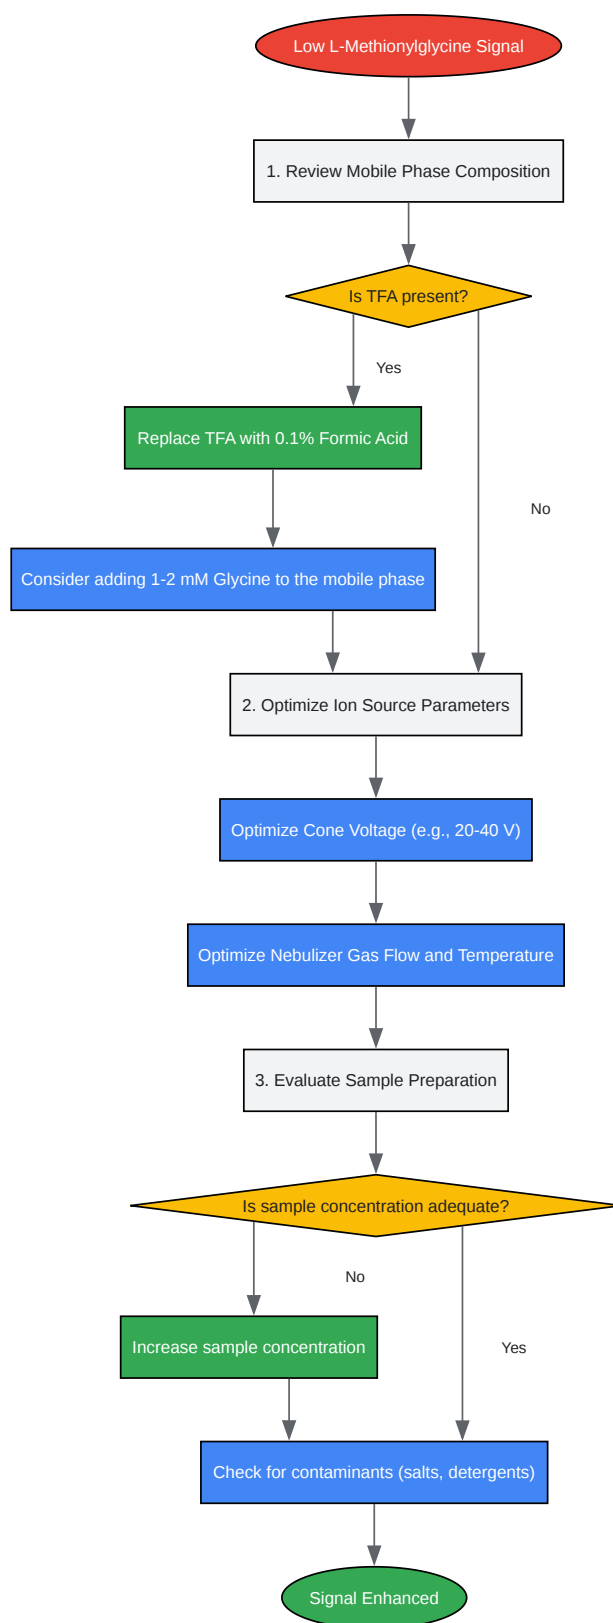 Low L-Methionylglycine Signal
1. Review Mobile Phase Composition
Is TFA present?
Yes
Replace TFA with 0.1% Formic Acid
No
Consider adding 1-2 mM Glycine to the mobile phase
2. Optimize Ion Source Parameters
Optimize Cone Voltage (e.g., 20-40 V)
Optimize Nebulizer Gas Flow and Temperature
3. Evaluate Sample Preparation
Is sample concentration adequate?
No
Increase sample concentration
Yes
Check for contaminants (salts, detergents)
Signal Enhanced